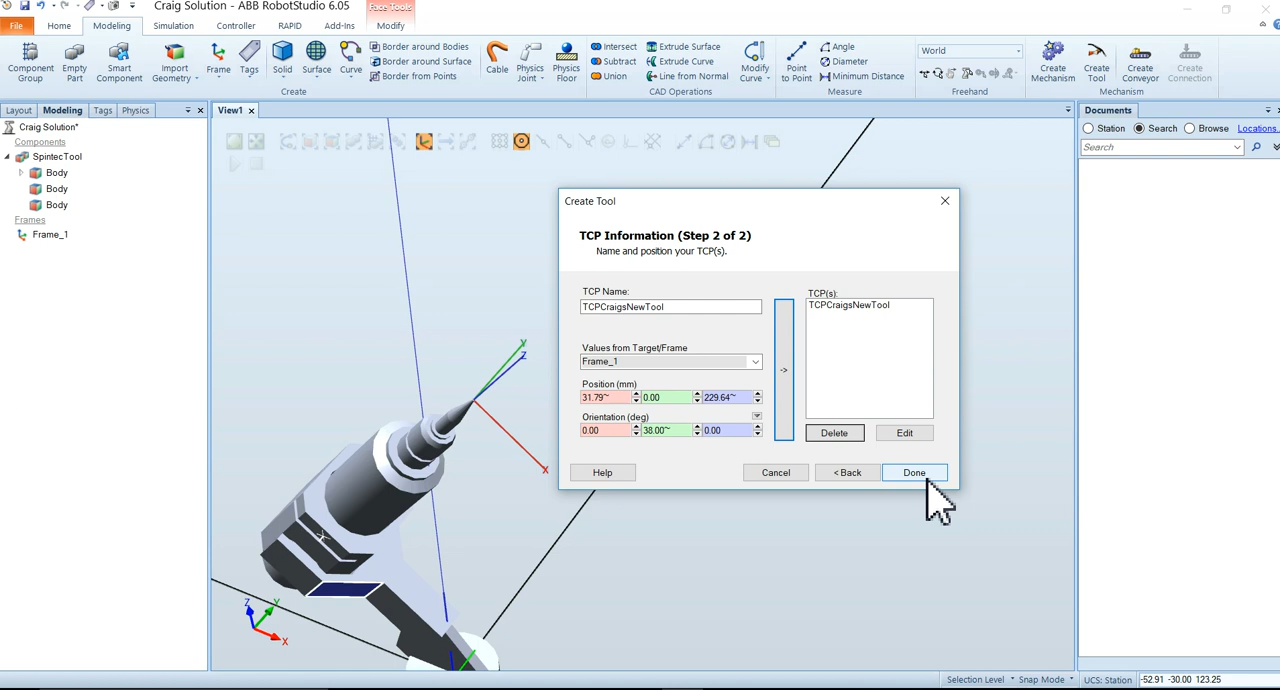 Craig Solution - ABB RobotStudio 6.05
Face Tools
File Home Modeling Simulation Controller RAPID Add-Ins Modify
Component Group
Empty Part
Smart Component
Import Geometry
Frame
Tags
Solid
Surface
Curve
Border around Bodies
Border around Surface
Border from Points
Create
Cable
Physics Joint
Physics Floor
Intersect
Subtract
Union
Extrude Surface
Extrude Curve
Line from Normal
Modify Curve
CAD Operations
Point to Point
Angle
Diameter
Minimum Distance
Measure
World
Freehand
Create Mechanism
Create Tool
Create Conveyor
Create Connection
Mechanism
Layout Modeling Tags Physics
View1
Documents
Craig Solution*
Components
SpintecTool
Body
Body
Body
Frames
Frame_1
Station Search Browse Locations..
Search
Create Tool
TCP Information (Step 2 of 2)
Name and position your TCP(s).
TCP Name:
TCPCraigsNewTool
Values from Target/Frame
Frame_1
Position (mm)
31.79~ 0.00 229.64~
Orientation (deg)
0.00 38.00~ 0.00
->
TCP(s):
TCPCraigsNewTool
Delete Edit
Help Cancel < Back Done
Y
Z
X
Z
Y
X
Selection Level Snap Mode UCS: Station -52.91 -30.00 123.25